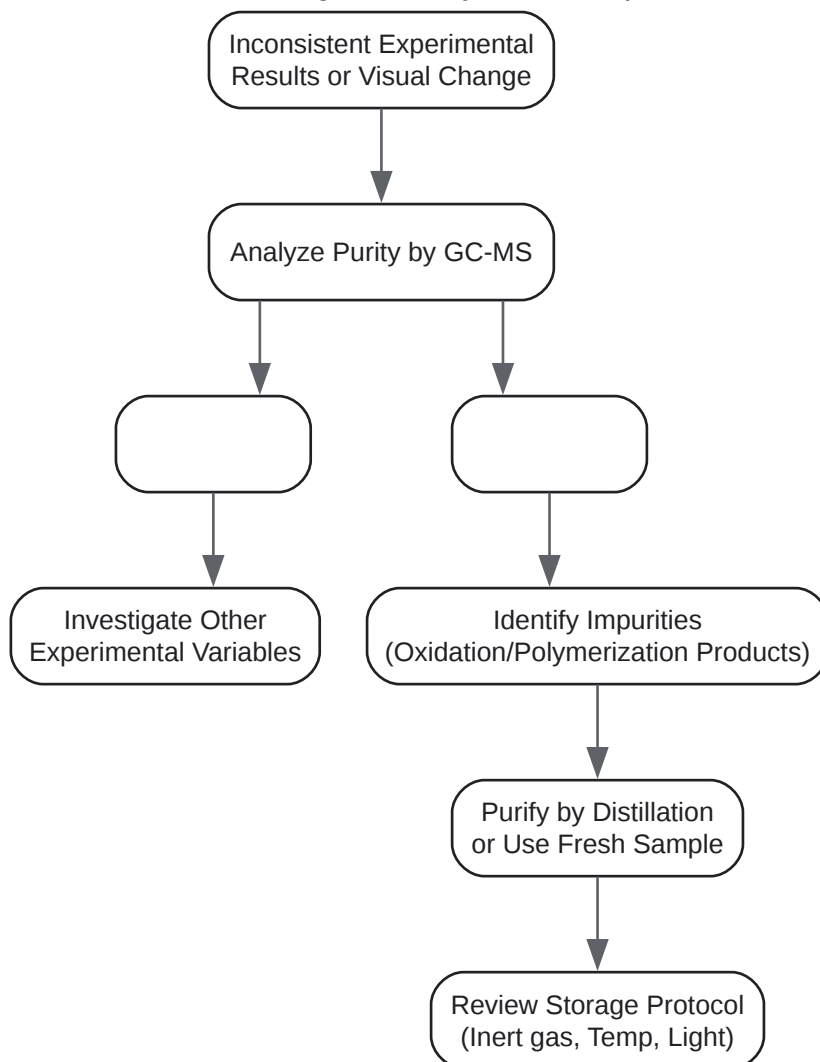 Inconsistent Experimental
Results or Visual Change
Analyze Purity by GC-MS
Investigate Other
Experimental Variables
Identify Impurities
(Oxidation/Polymerization Products)
Purify by Distillation
or Use Fresh Sample
Review Storage Protocol
(Inert gas, Temp, Light)